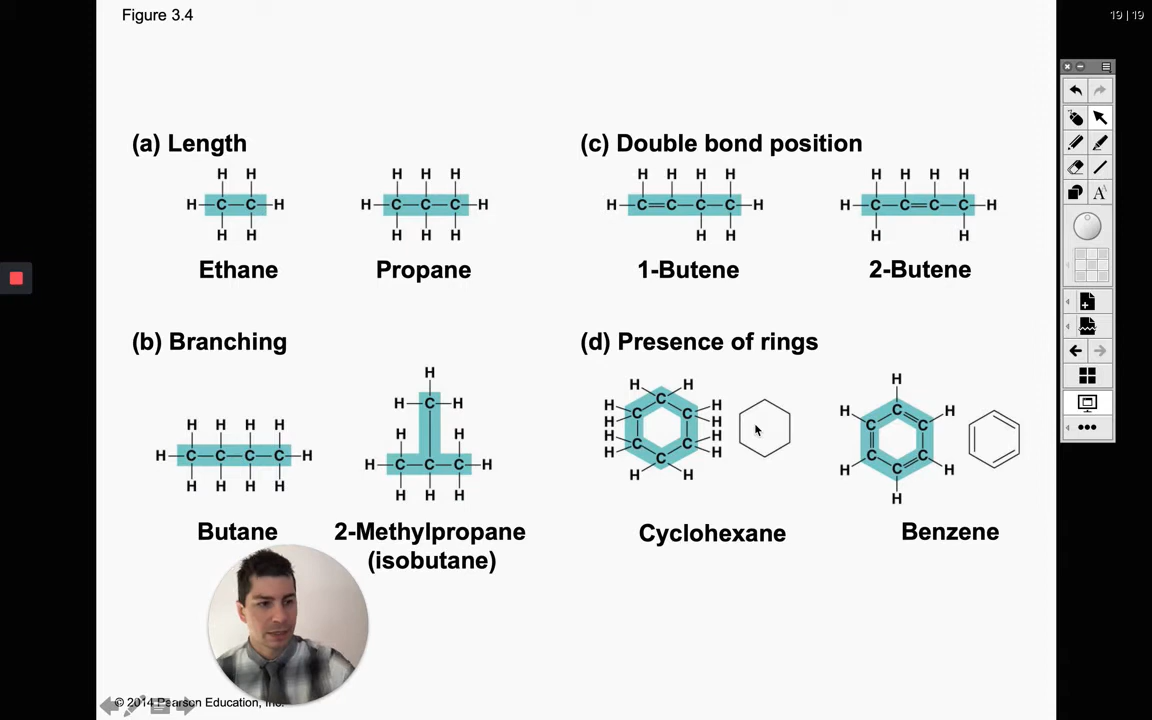 Figure 3.4
19 | 19
(a) Length
H H
H C C H
H H
Ethane
H H H
H C C C H
H H H
Propane
(c) Double bond position
H H H H
H C C C C H
H H
1-Butene
H H H H
H C C C C H
H H
2-Butene
(b) Branching
H H H H
H C C C C H
H H H H
Butane
H
H C H
H H
H C C C H
H H H
2-Methylpropane
(isobutane)
(d) Presence of rings
H H
H C H
H C C H
H H
H C C H
H C H
H H
Cyclohexane
H
H C H
C C
C C
H C H
H
Benzene
© 2014 Pearson Education, Inc.
A